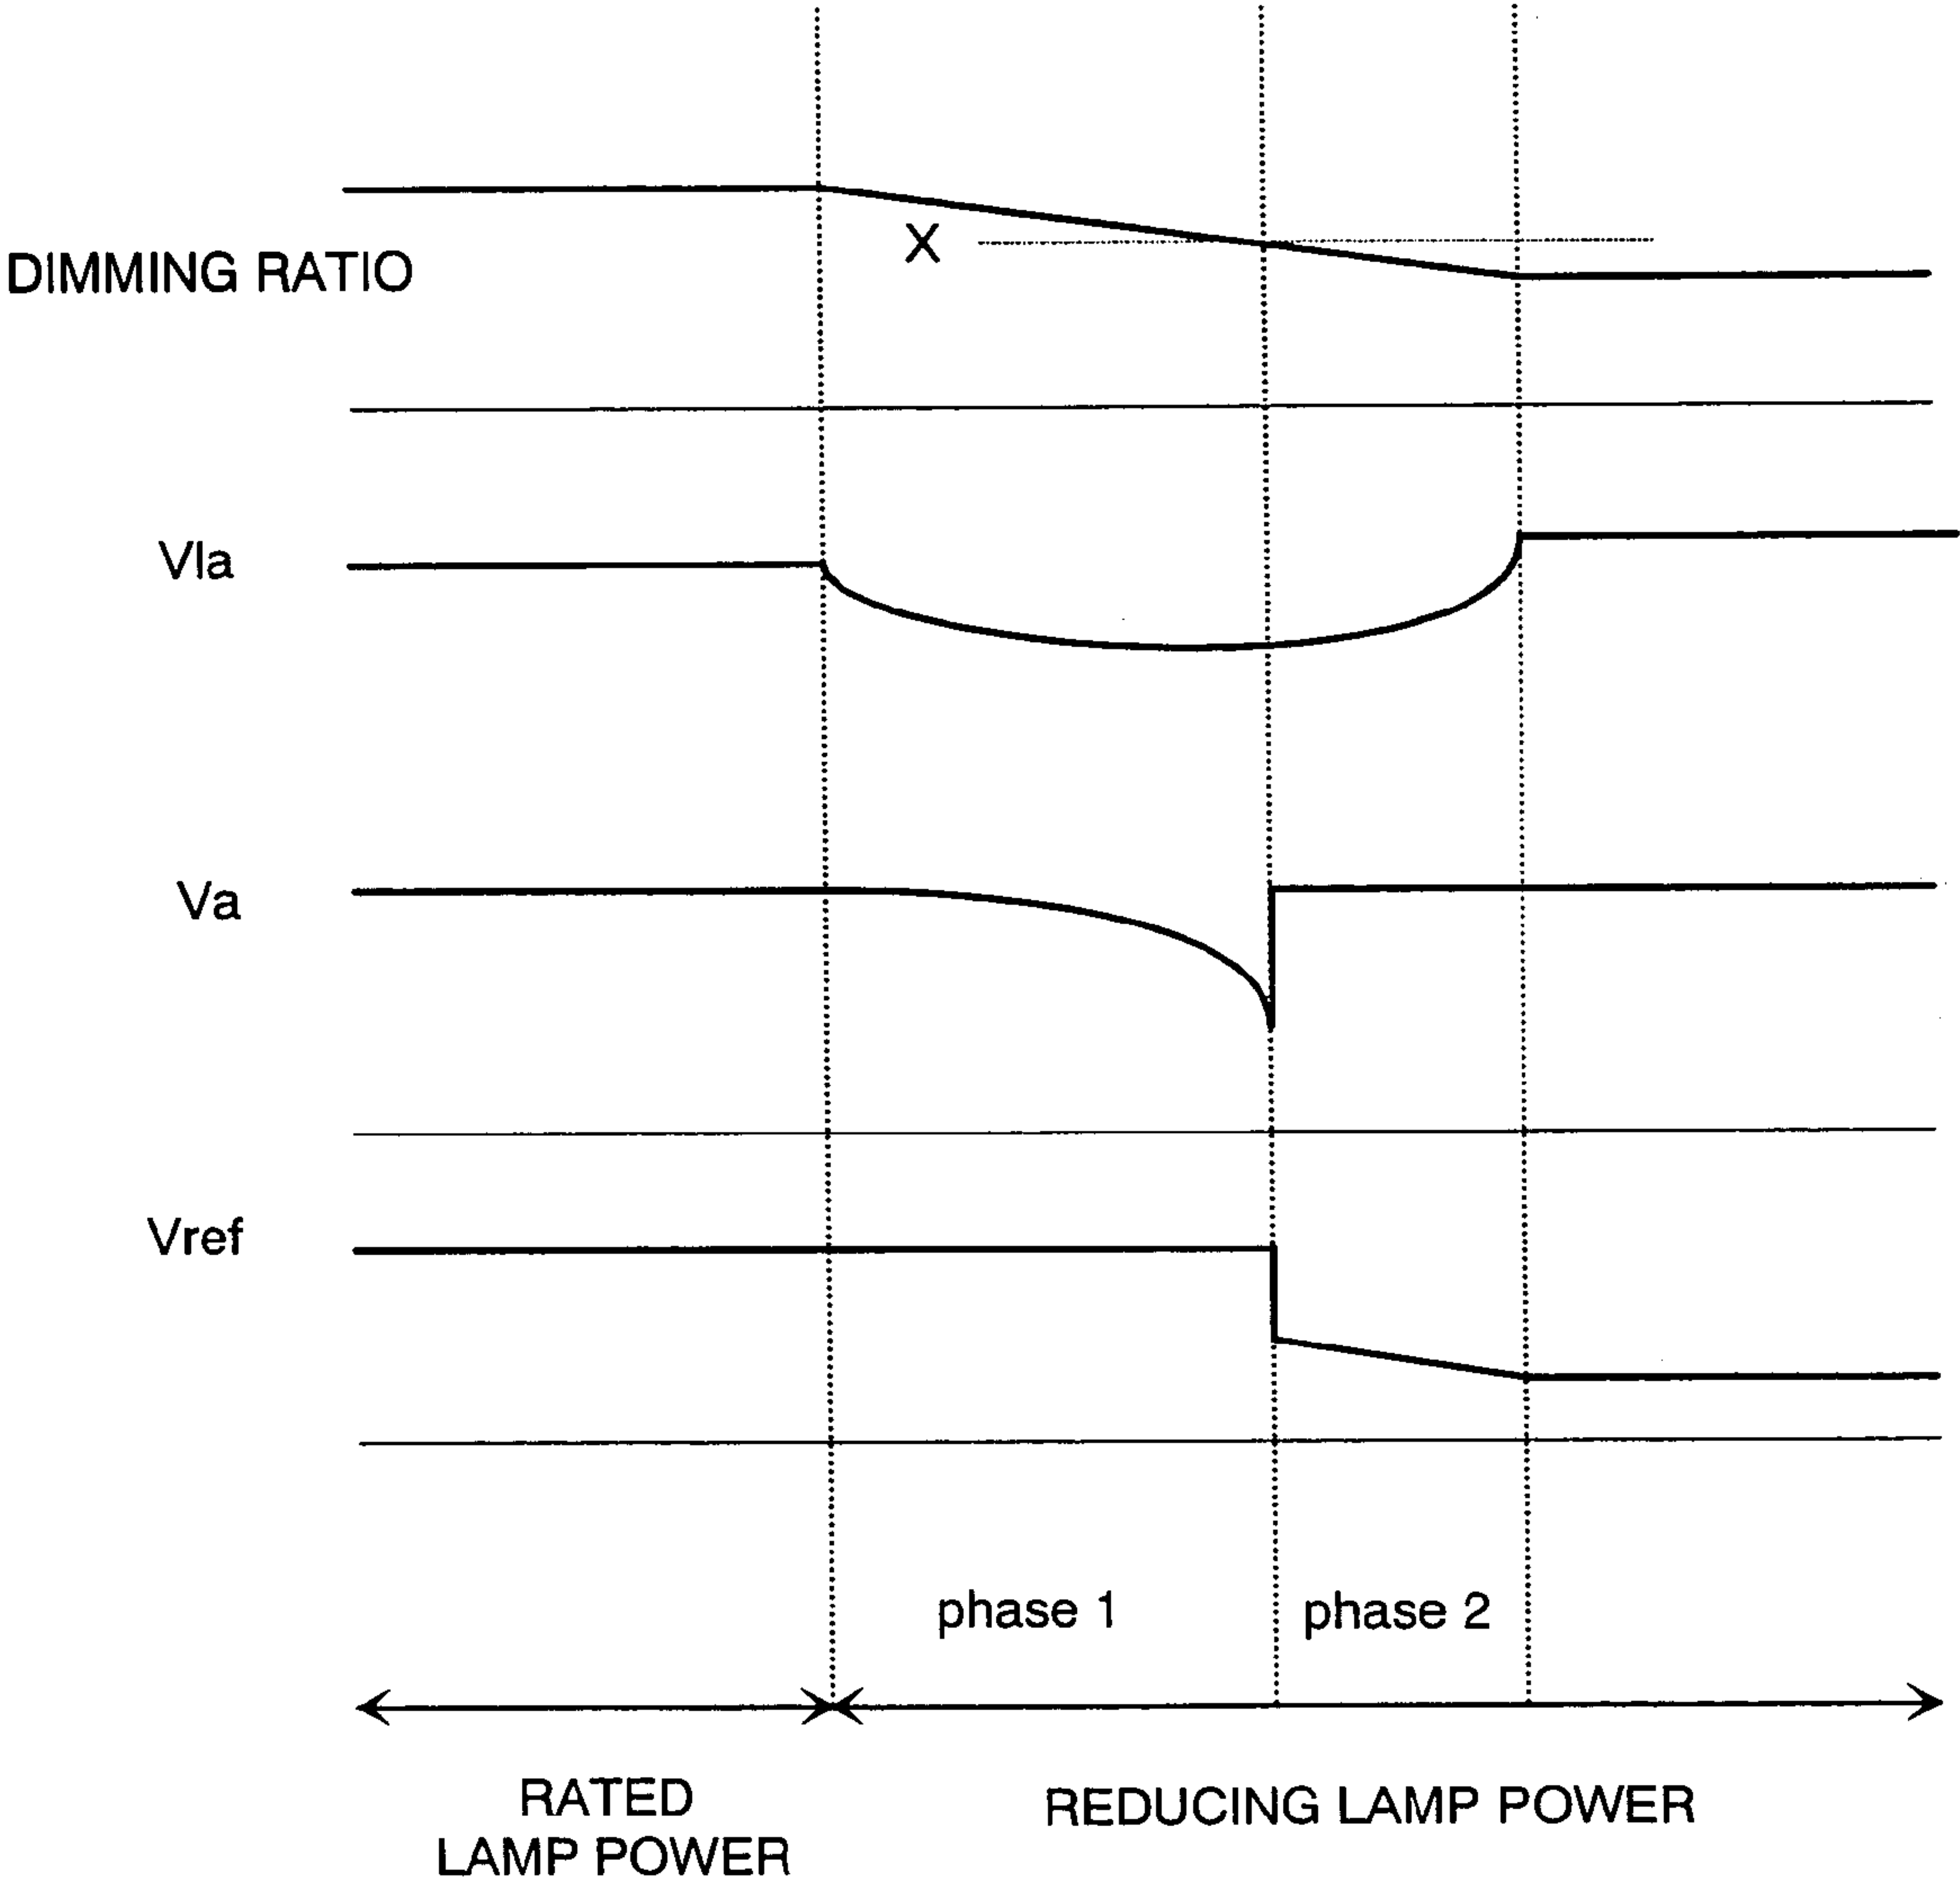 X
DIMMING RATIO
Vla
Va
Vref
phase 1
phase 2
RATED
LAMP POWER
REDUCING LAMP POWER